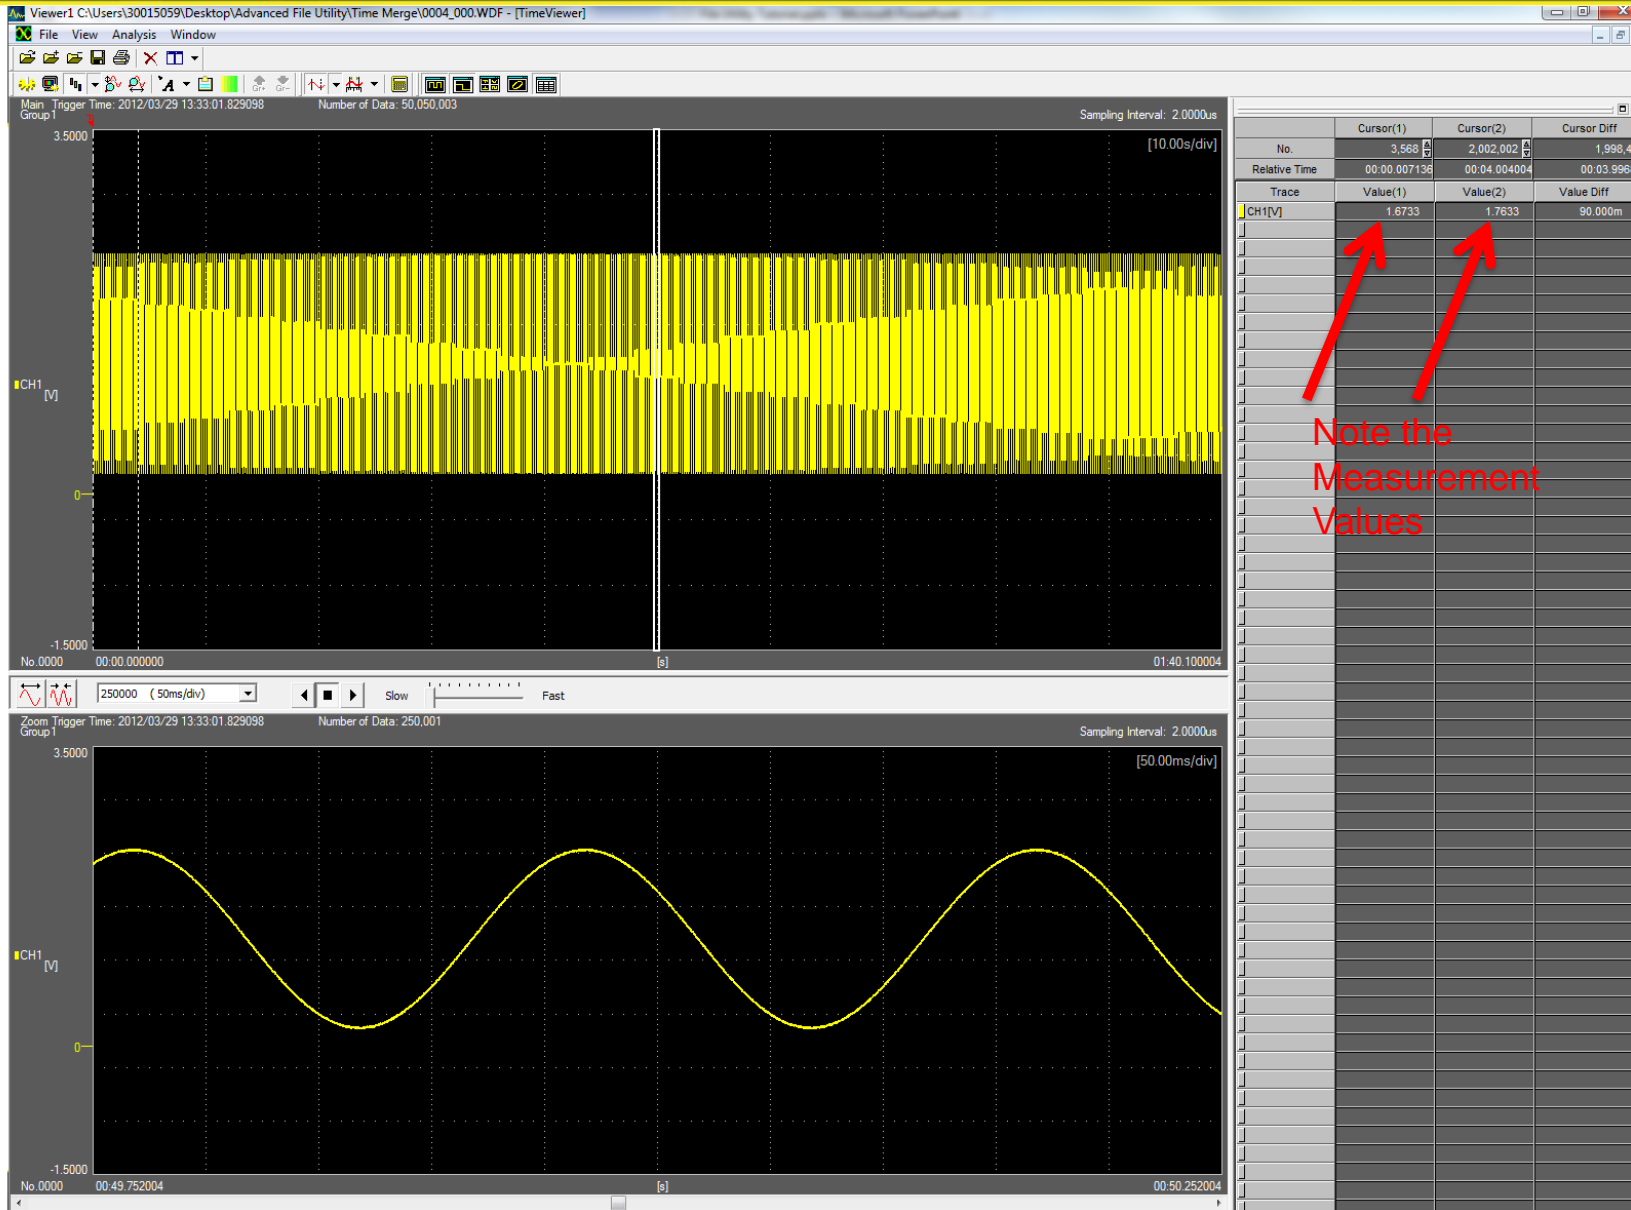 Viewer1 C:\Users\30015059\Desktop\Advanced File Utility\Time Merge\0004_000.WDF - [TimeViewer]
File View Analysis Window
Main Trigger Time: 2012/03/29 13:33:01.829098 Number of Data: 50,050,003
Group1 Sampling Interval: 2.0000us
3.5000
[10.00s/div]
CH1
[V]
0
-1.5000
No.0000 00:00.000000 [s] 01:40.100004
250000 ( 50ms/div) Slow Fast
Zoom Trigger Time: 2012/03/29 13:33:01.829098 Number of Data: 250,001
Group1 Sampling Interval: 2.0000us
3.5000
[50.00ms/div]
CH1
[V]
0
-1.5000
No.0000 00:49.752004 [s] 00:50.252004
Cursor(1) Cursor(2) Cursor Diff
No. 3,568 2,002,002 1,998,4
Relative Time 00:00.007136 00:04.004004 00:03.996
Trace Value(1) Value(2) Value Diff
CH1[V] 1.6733 1.7633 90.000m
Note the
Measurement
Values